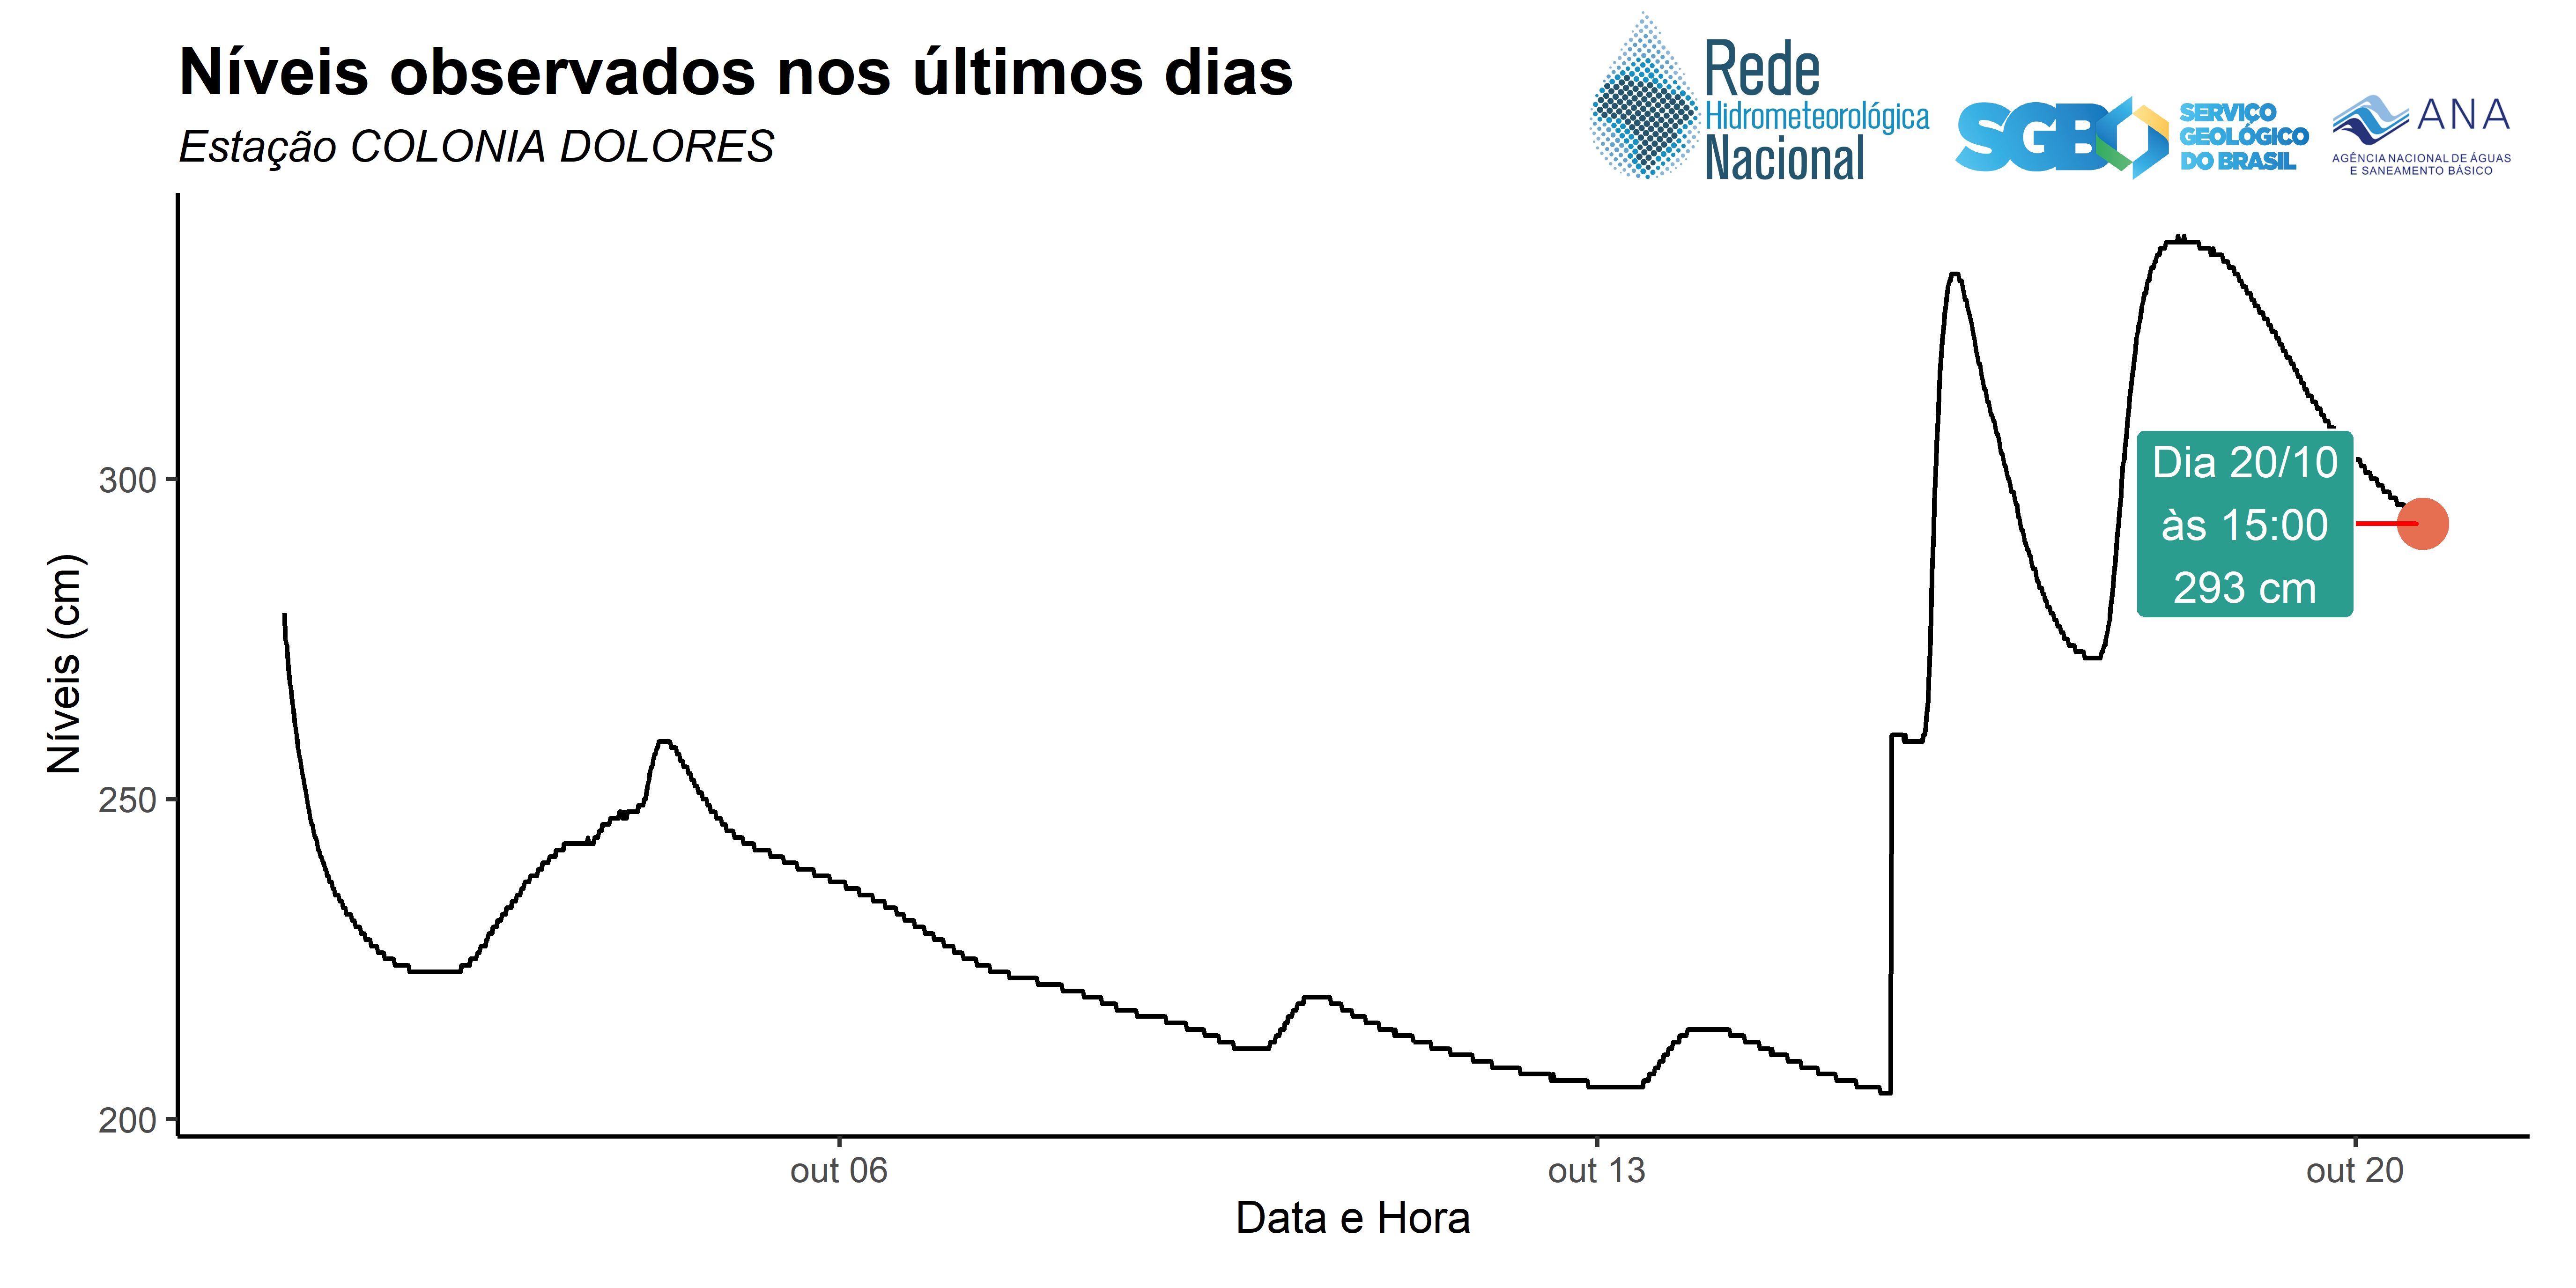 Níveis observados nos últimos dias
Estação COLONIA DOLORES
Rede
Hidrometeorológica
Nacional
SGB
SERVIÇO
GEOLÓGICO
DO BRASIL
ANA
AGÊNCIA NACIONAL DE ÁGUAS
E SANEAMENTO BÁSICO
Níveis (cm)
300
250
200
Dia 20/10
às 15:00
293 cm
out 06
out 13
out 20
Data e Hora